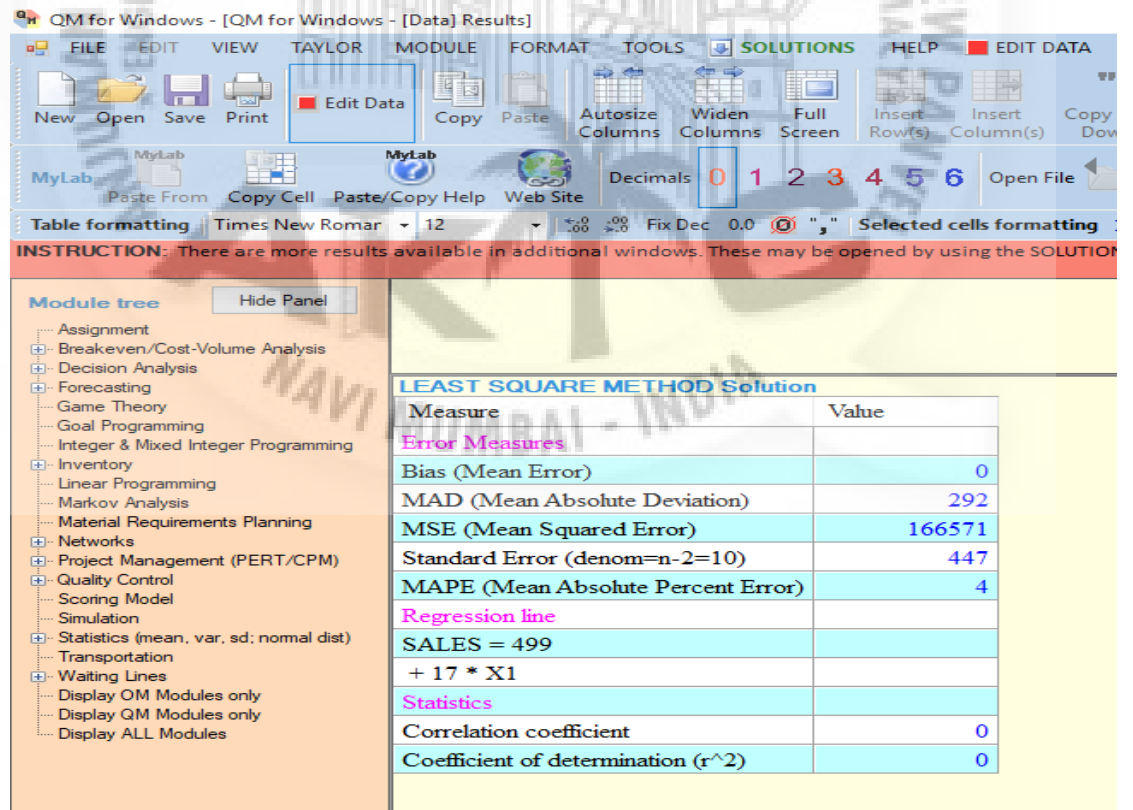 QM for Windows - [QM for Windows - [Data] Results]
FILE EDIT VIEW TAYLOR MODULE FORMAT TOOLS SOLUTIONS HELP EDIT DATA
New Open Save Print Edit Data Copy Paste Autosize Columns Widen Columns Full Screen Insert Row(s) Insert Column(s) Copy Dow
MyLab MyLab Paste From Copy Cell MyLab Paste/Copy Help Web Site Decimals 0 1 2 3 4 5 6 Open File
Table formatting Times New Romar 12 Fix Dec 0.0 "," Selected cells formatting
INSTRUCTION: There are more results available in additional windows. These may be opened by using the SOLUTION
Module tree Hide Panel
Assignment
Breakeven/Cost-Volume Analysis
Decision Analysis
Forecasting
Game Theory
Goal Programming
Integer & Mixed Integer Programming
Inventory
Linear Programming
Markov Analysis
Material Requirements Planning
Networks
Project Management (PERT/CPM)
Quality Control
Scoring Model
Simulation
Statistics (mean, var, sd; normal dist)
Transportation
Waiting Lines
Display OM Modules only
Display QM Modules only
Display ALL Modules
LEAST SQUARE METHOD Solution
Measure Value
Error Measures
Bias (Mean Error) 0
MAD (Mean Absolute Deviation) 292
MSE (Mean Squared Error) 166571
Standard Error (denom=n-2=10) 447
MAPE (Mean Absolute Percent Error) 4
Regression line
SALES = 499
+ 17 * X1
Statistics
Correlation coefficient 0
Coefficient of determination (r^2) 0
NAVI MUMBAI - INDIA